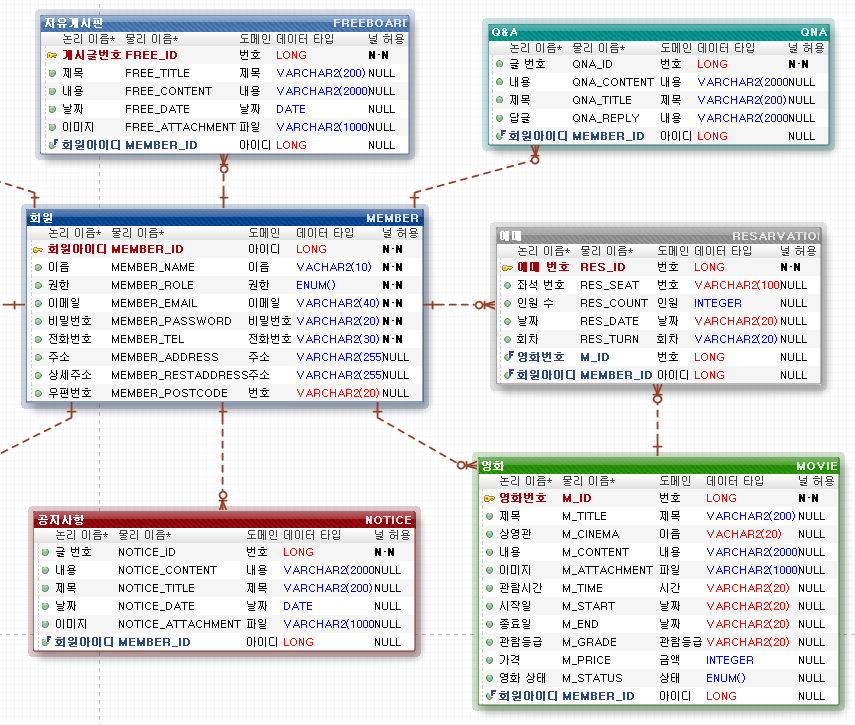 자유게시판 FREEBOARD
논리 이름* 물리 이름* 도메인 데이터 타입 널 허용
게시글번호 FREE_ID 번호 LONG N-N
제목 FREE_TITLE 제목 VARCHAR2(200) NULL
내용 FREE_CONTENT 내용 VARCHAR2(2000) NULL
날짜 FREE_DATE 날짜 DATE NULL
이미지 FREE_ATTACHMENT 파일 VARCHAR2(1000) NULL
회원아이디 MEMBER_ID 아이디 LONG NULL
Q&A QNA
논리 이름* 물리 이름* 도메인 데이터 타입 널 허용
글 번호 QNA_ID 번호 LONG N-N
내용 QNA_CONTENT 내용 VARCHAR2(2000) NULL
제목 QNA_TITLE 제목 VARCHAR2(200) NULL
답글 QNA_REPLY 내용 VARCHAR2(2000) NULL
회원아이디 MEMBER_ID 아이디 LONG NULL
회원 MEMBER
논리 이름* 물리 이름* 도메인 데이터 타입 널 허용
회원아이디 MEMBER_ID 아이디 LONG N-N
이름 MEMBER_NAME 이름 VACHAR2(10) N-N
권한 MEMBER_ROLE 권한 ENUM() N-N
이메일 MEMBER_EMAIL 이메일 VARCHAR2(40) N-N
비밀번호 MEMBER_PASSWORD 비밀번호 VARCHAR2(20) N-N
전화번호 MEMBER_TEL 전화번호 VARCHAR2(30) N-N
주소 MEMBER_ADDRESS 주소 VARCHAR2(255) NULL
상세주소 MEMBER_RESTADDRESS 주소 VARCHAR2(255) NULL
우편번호 MEMBER_POSTCODE 번호 VARCHAR2(20) NULL
예매 RESARVATION
논리 이름* 물리 이름* 도메인 데이터 타입 널 허용
예매 번호 RES_ID 번호 LONG N-N
좌석 번호 RES_SEAT 번호 VARCHAR2(100) NULL
인원 수 RES_COUNT 인원 INTEGER NULL
날짜 RES_DATE 날짜 VARCHAR2(20) NULL
회차 RES_TURN 회차 VARCHAR2(20) NULL
영화번호 M_ID 번호 LONG NULL
회원아이디 MEMBER_ID 아이디 LONG NULL
공지사항 NOTICE
논리 이름* 물리 이름* 도메인 데이터 타입 널 허용
글 번호 NOTICE_ID 번호 LONG N-N
내용 NOTICE_CONTENT 내용 VARCHAR2(2000) NULL
제목 NOTICE_TITLE 제목 VARCHAR2(200) NULL
날짜 NOTICE_DATE 날짜 DATE NULL
이미지 NOTICE_ATTACHMENT 파일 VARCHAR2(1000) NULL
회원아이디 MEMBER_ID 아이디 LONG NULL
영화 MOVIE
논리 이름* 물리 이름* 도메인 데이터 타입 널 허용
영화번호 M_ID 번호 LONG N-N
제목 M_TITLE 제목 VARCHAR2(200) NULL
상영관 M_CINEMA 이름 VACHAR2(20) NULL
내용 M_CONTENT 내용 VARCHAR2(2000) NULL
이미지 M_ATTACHMENT 파일 VARCHAR2(1000) NULL
관람시간 M_TIME 시간 VARCHAR2(20) NULL
시작일 M_START 날짜 VARCHAR2(20) NULL
종료일 M_END 날짜 VARCHAR2(20) NULL
관람등급 M_GRADE 관람등급 VARCHAR2(20) NULL
가격 M_PRICE 금액 INTEGER NULL
영화 상태 M_STATUS 상태 ENUM() NULL
회원아이디 MEMBER_ID 아이디 LONG NULL